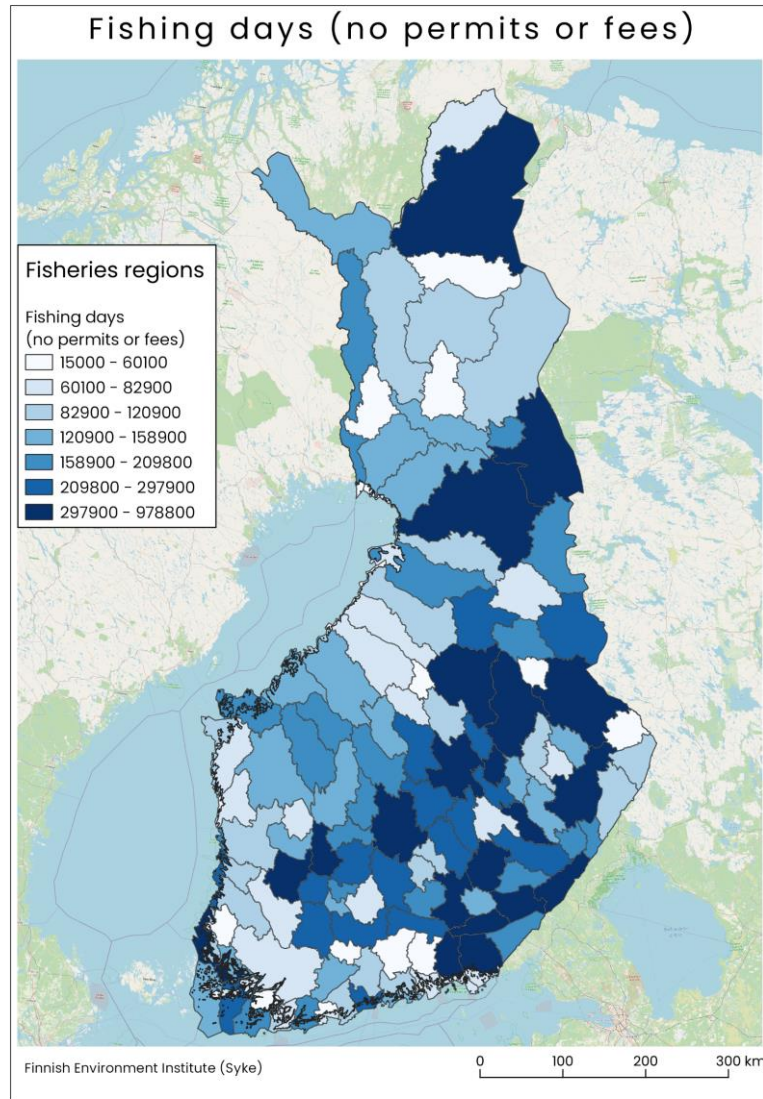 Fishing days (no permits or fees)
Fisheries regions
Fishing days
(no permits or fees)
15000 - 60100
60100 - 82900
82900 - 120900
120900 - 158900
158900 - 209800
209800 - 297900
297900 - 978800
Finnish Environment Institute (Syke)
0 100 200 300 km